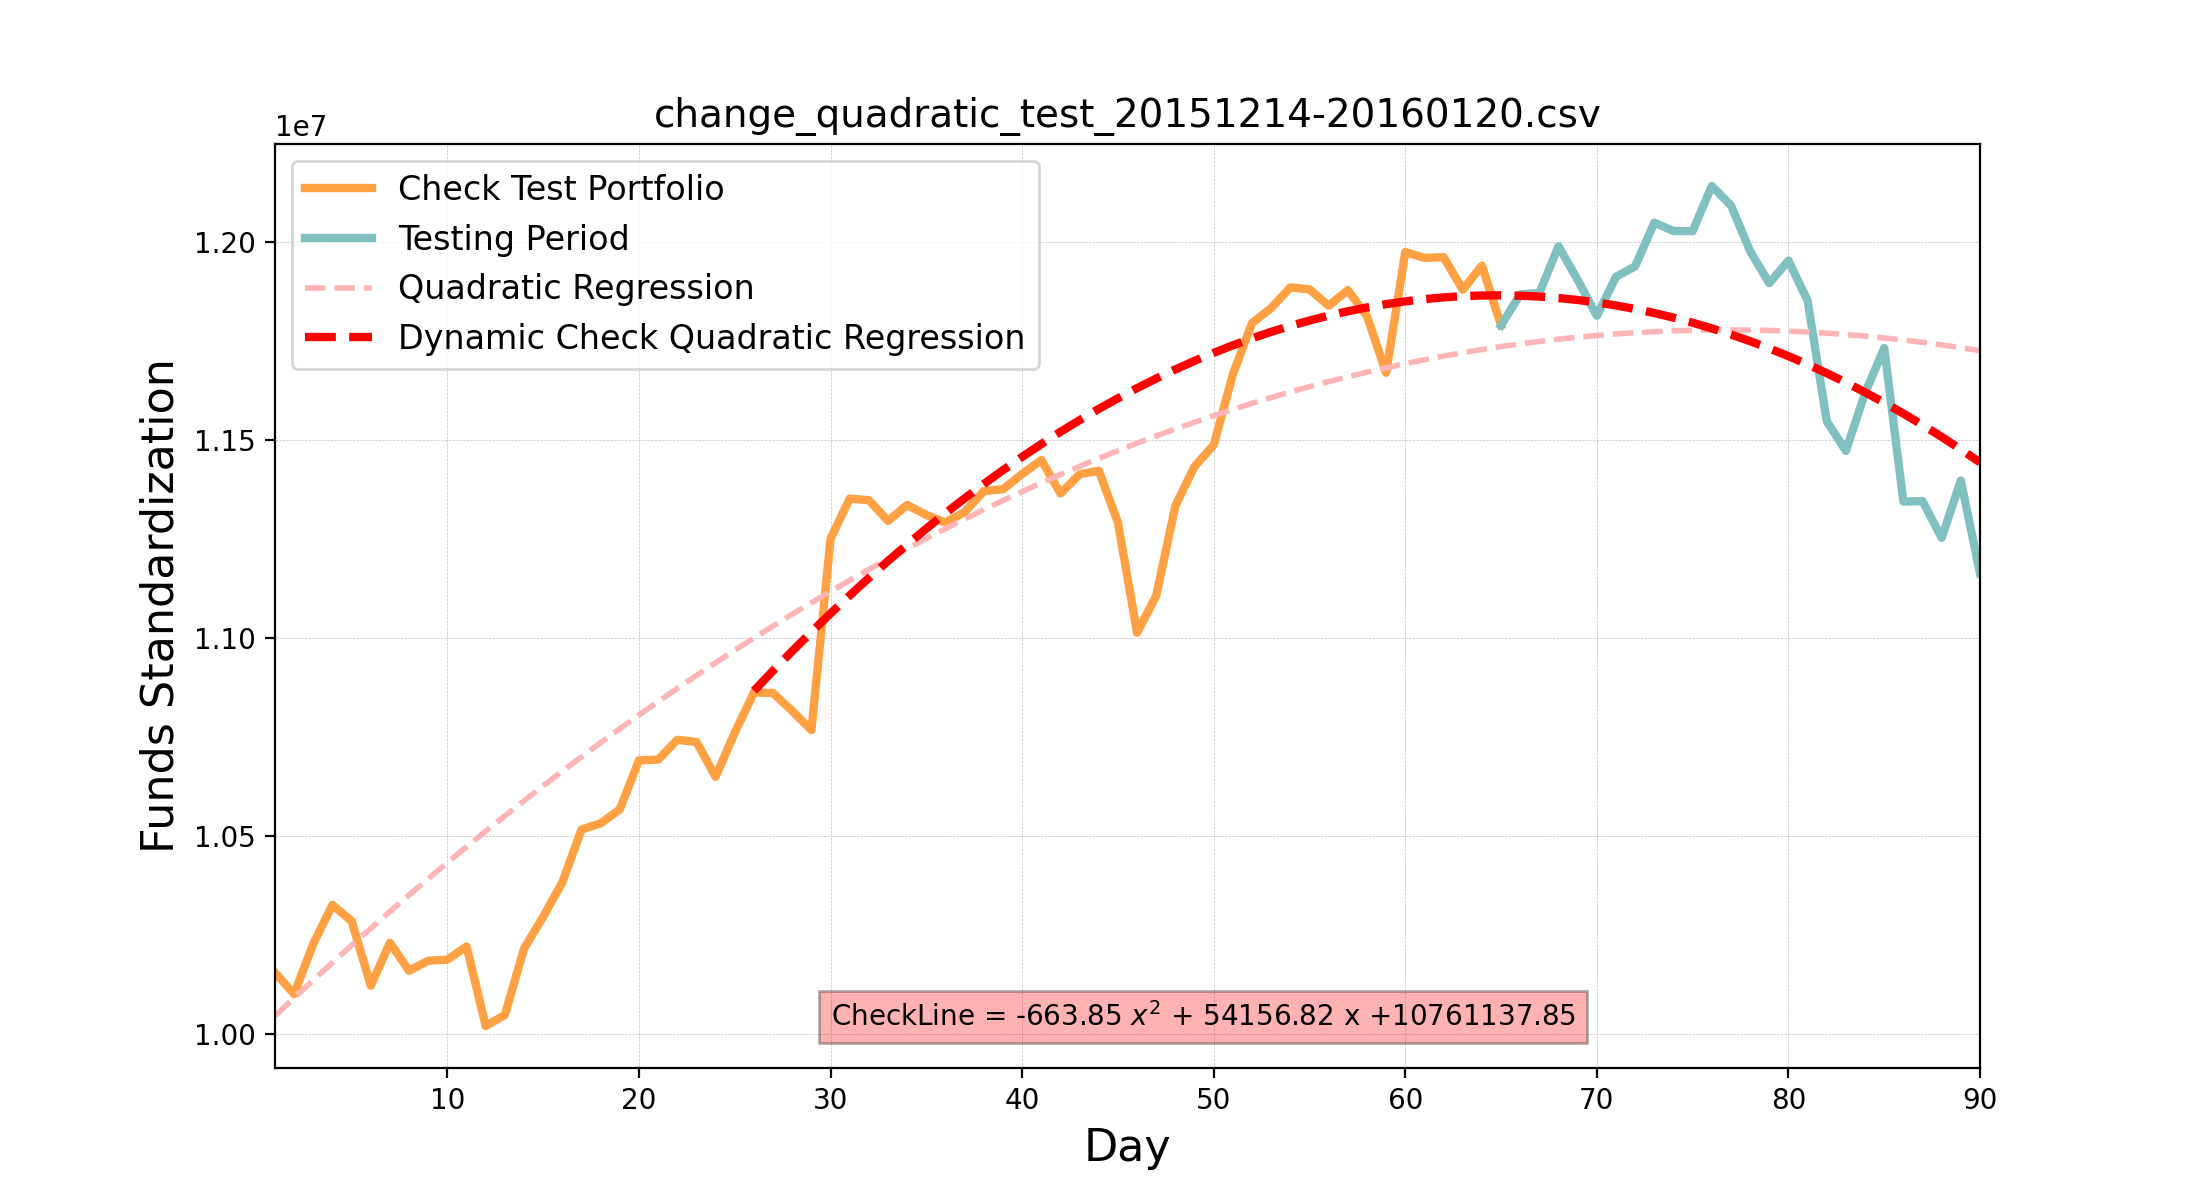 change_quadratic_test_20151214-20160120.csv
1e7
Check Test Portfolio
Testing Period
Quadratic Regression
Dynamic Check Quadratic Regression
1.20
1.15
1.10
1.05
1.00
Funds Standardization
CheckLine = -663.85 x² + 54156.82 x +10761137.85
10 20 30 40 50 60 70 80 90
Day